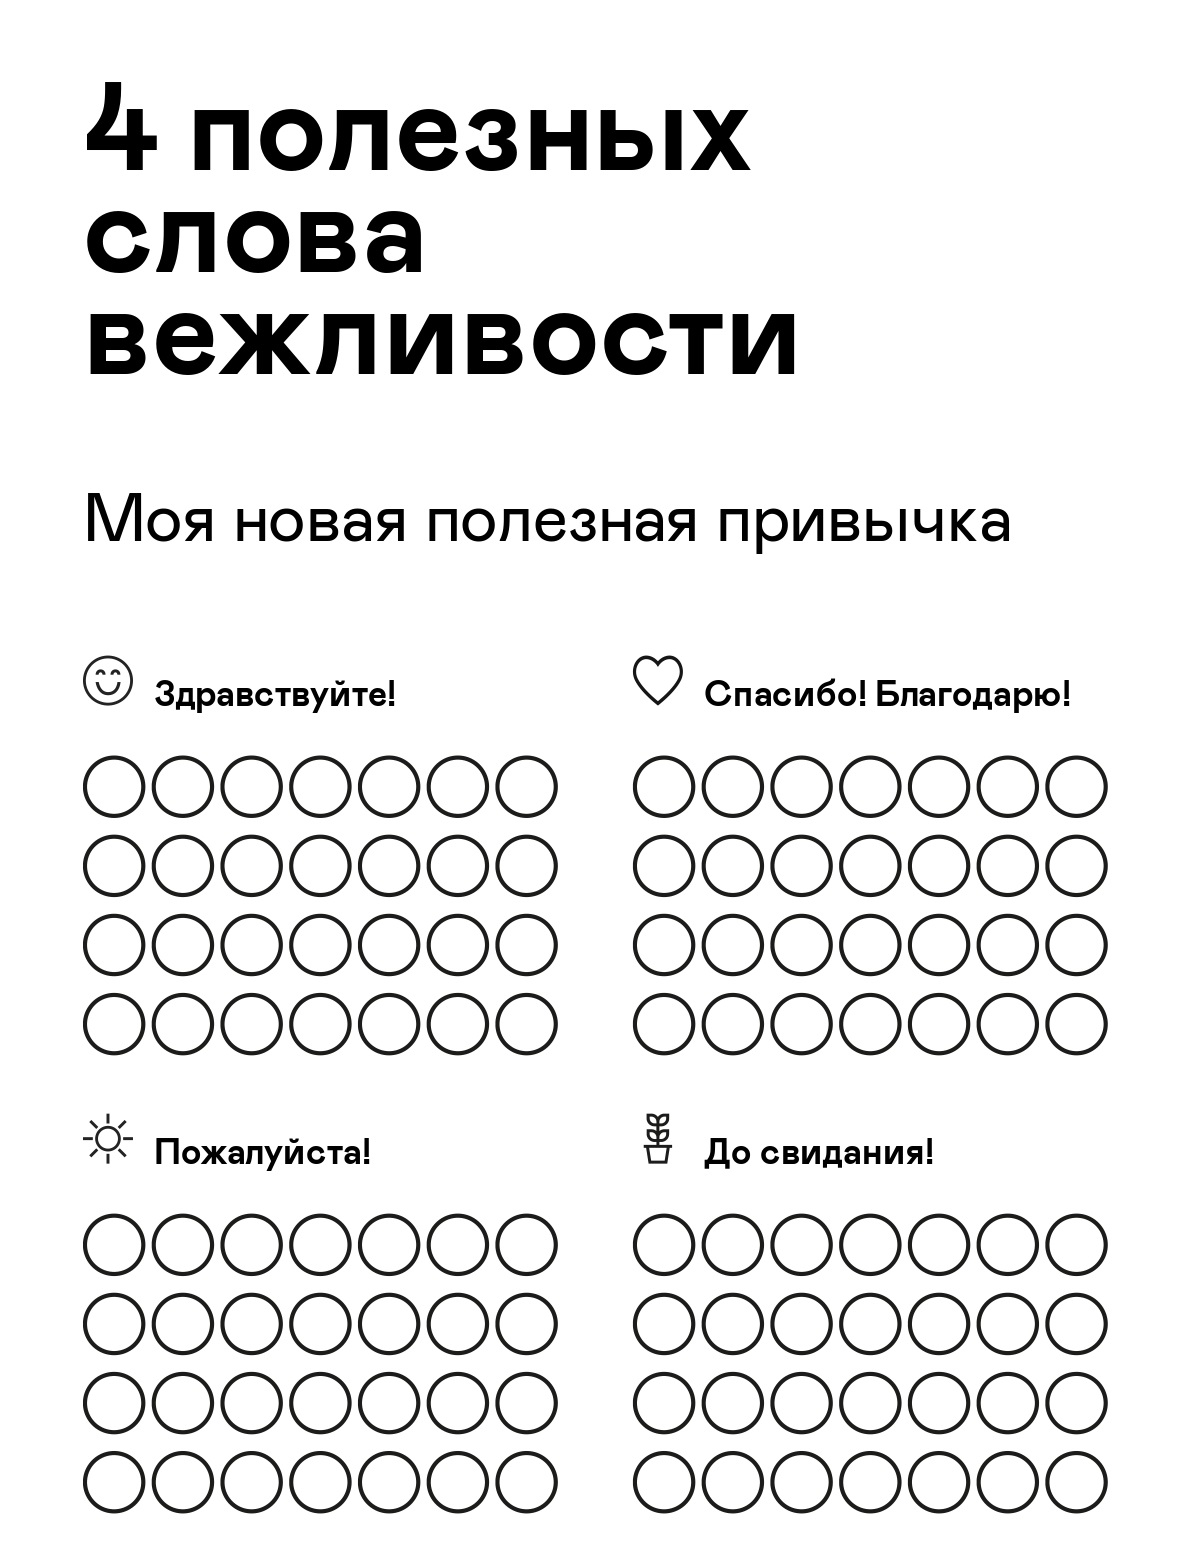 4 полезных
слова
вежливости
Моя новая полезная привычка
Здравствуйте!
Спасибо! Благодарю!
Пожалуйста!
До свидания!